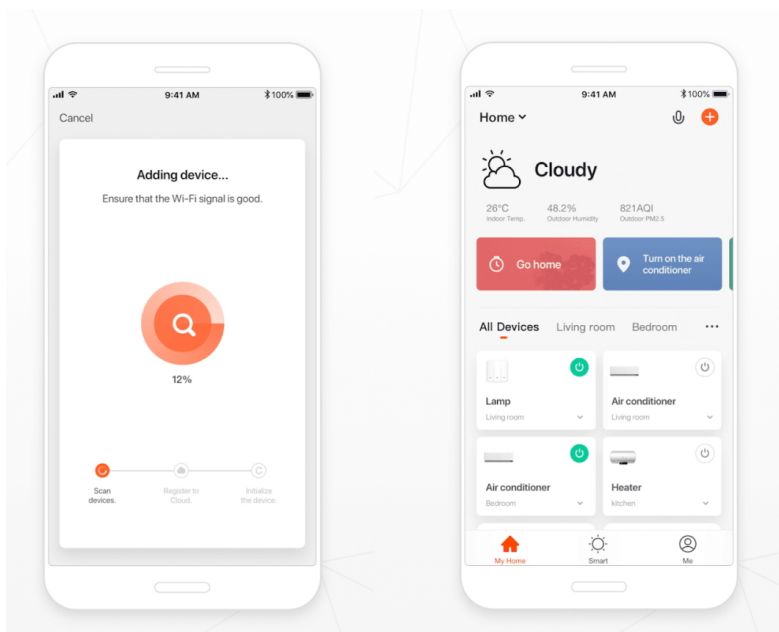 9:41 AM
100%
Cancel
Adding device...
Ensure that the Wi-Fi signal is good.
12%
Scan
devices.
Register to
Cloud.
Initialize
the device.
9:41 AM
100%
Home
Cloudy
26°C
Indoor Temp.
48.2%
Outdoor Humidity
821AQI
Outdoor PM2.5
Go home
Turn on the air
conditioner
All Devices
Living room
Bedroom
...
Lamp
Living room
Air conditioner
Living room
Air conditioner
Bedroom
Heater
kitchen
My Home
Smart
Me